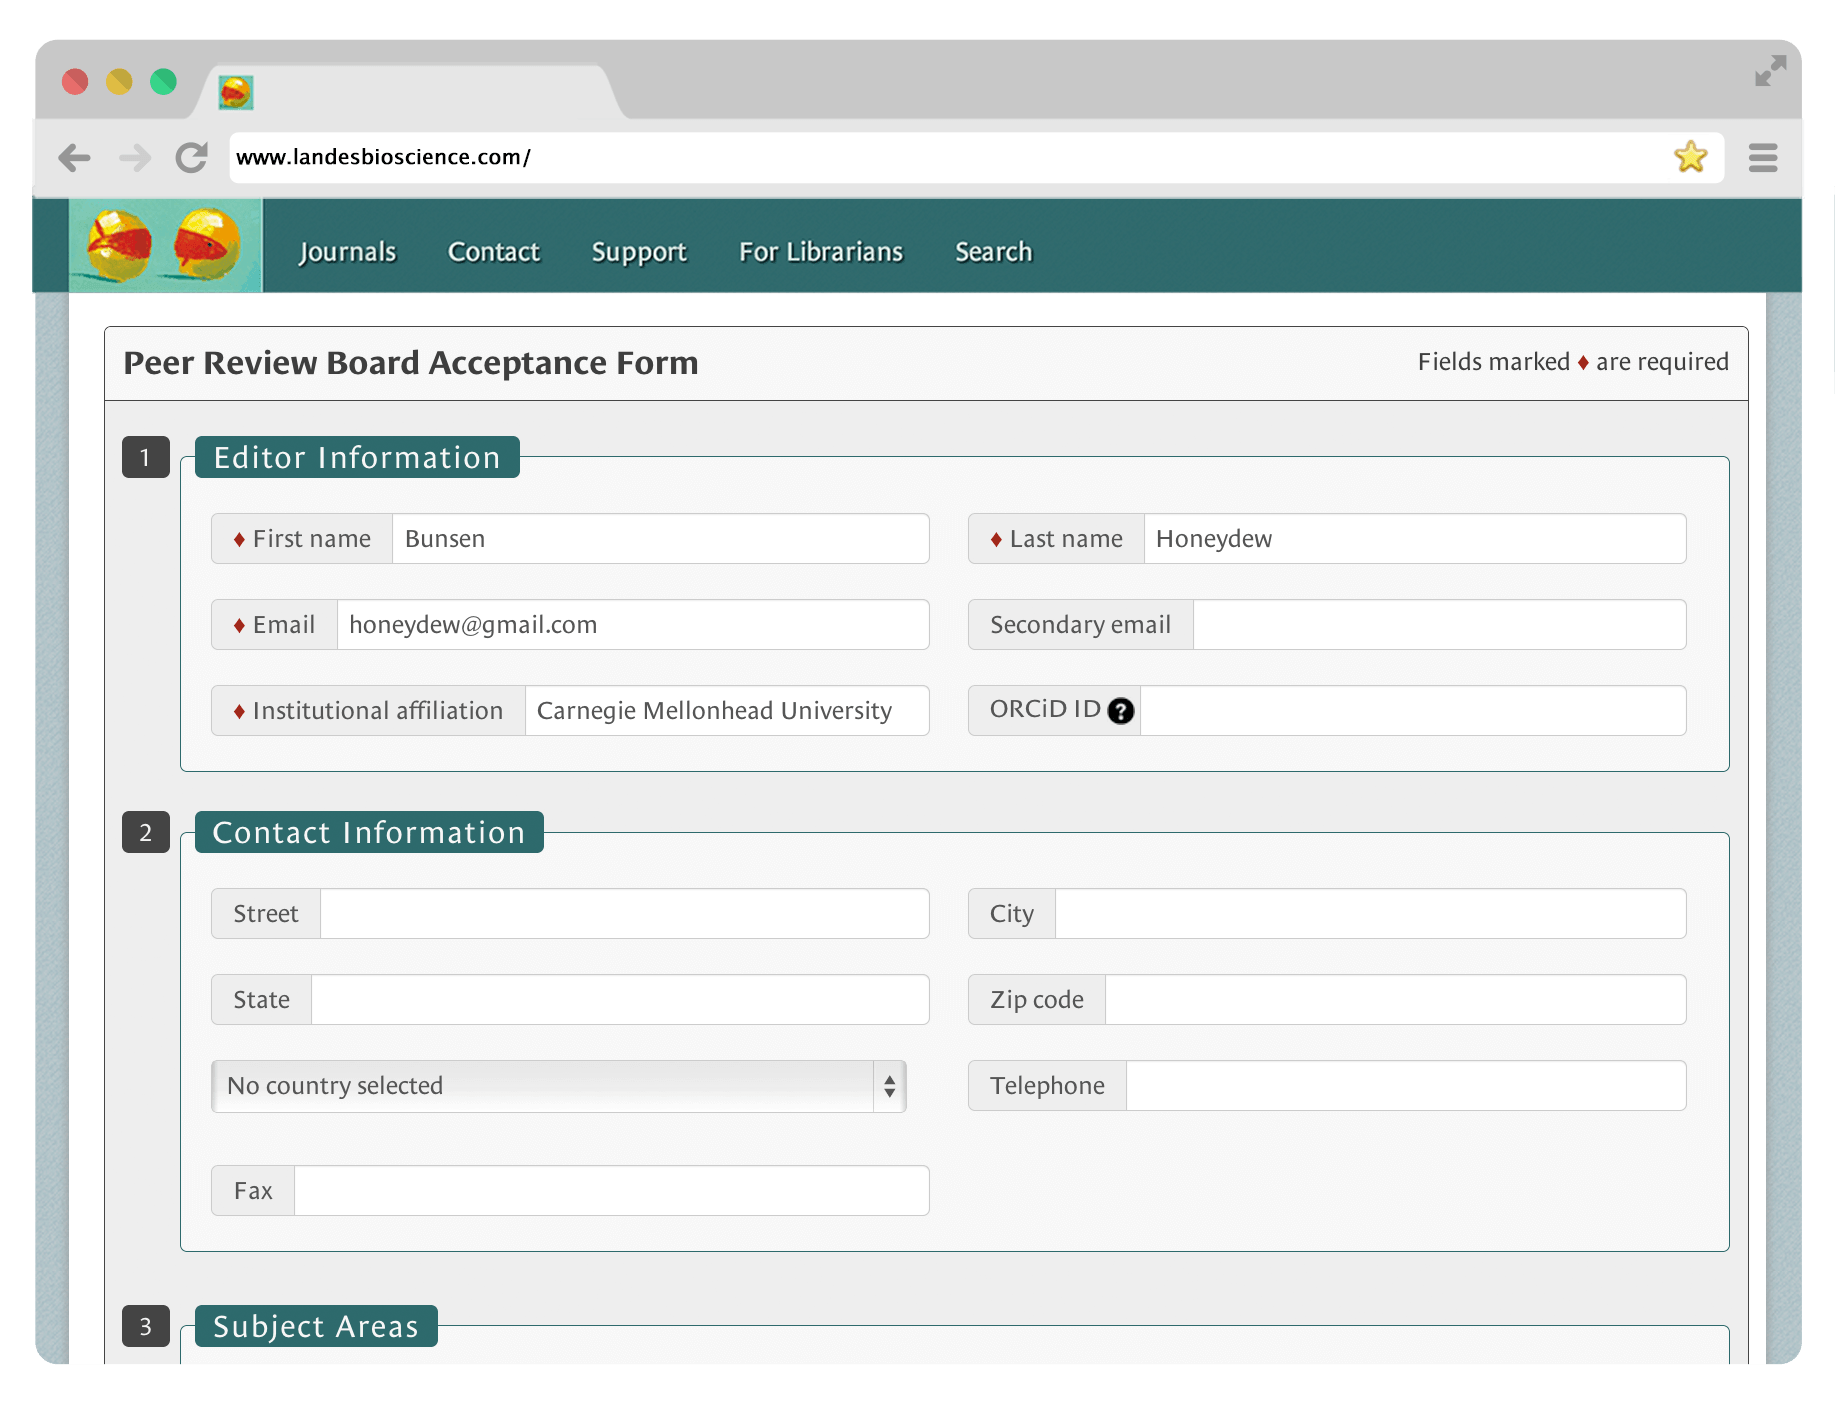 www.landesbioscience.com/
Journals Contact Support For Librarians Search
Peer Review Board Acceptance Form Fields marked ♦ are required
1 Editor Information
♦ First name Bunsen ♦ Last name Honeydew
♦ Email honeydew@gmail.com Secondary email
♦ Institutional affiliation Carnegie Mellonhead University ORCiD ID ?
2 Contact Information
Street City
State Zip code
No country selected Telephone
Fax
3 Subject Areas